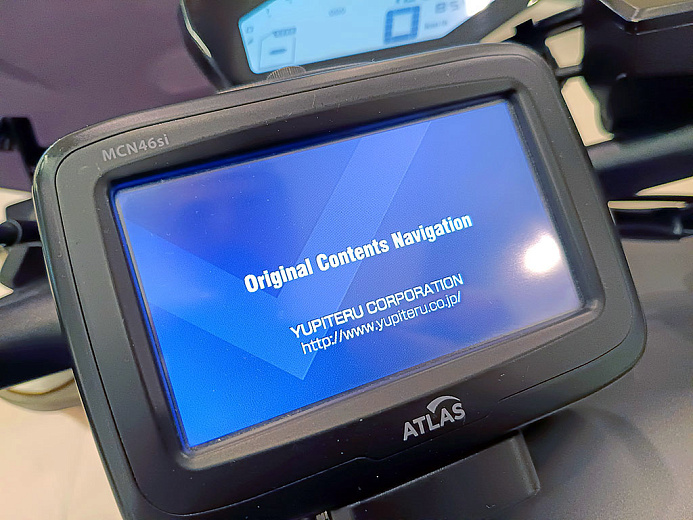 MCN46si
Original Contents Navigation
YUPITERU CORPORATION
http://www.yupiteru.co.jp/
ATLAS